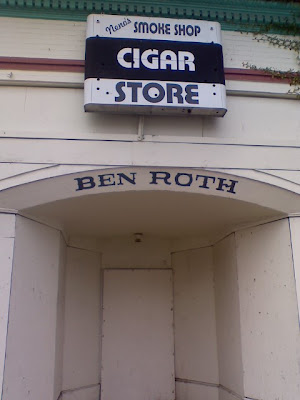 Nena's SMOKE SHOP
CIGAR
STORE
BEN ROTH